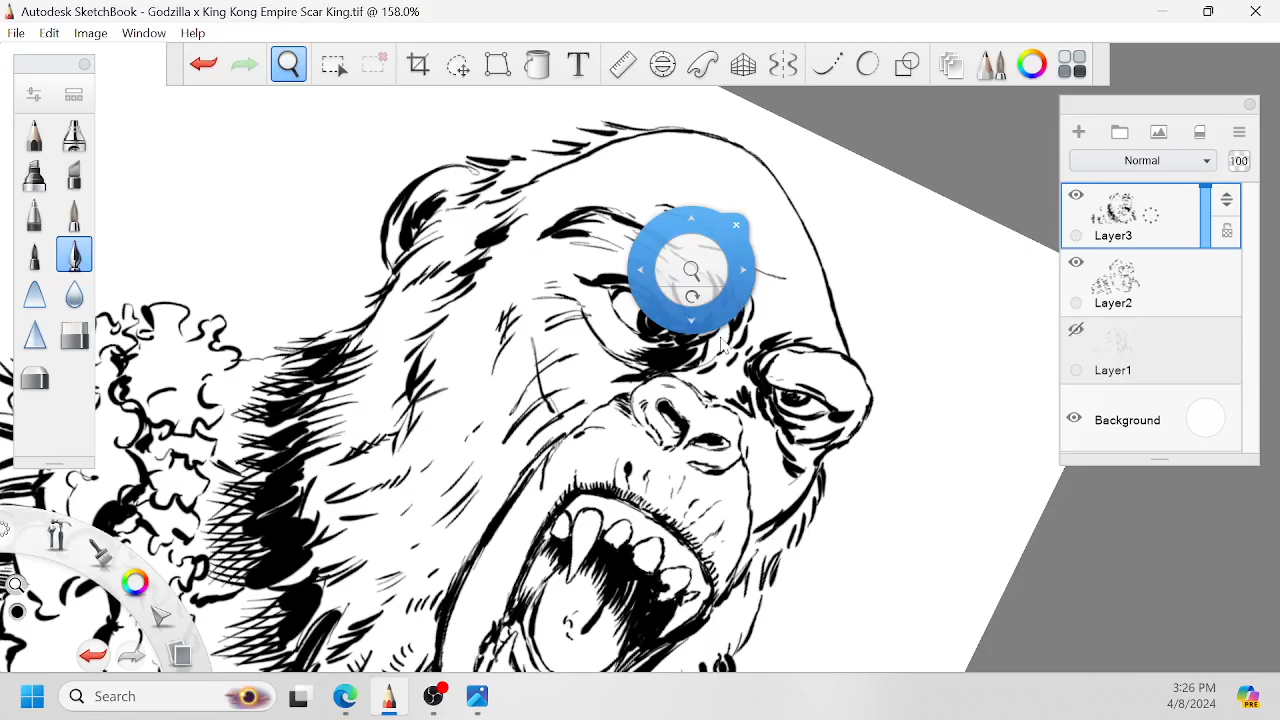 Autodesk SketchBook - Godzilla x King Kong Empire Scar King.tif @ 158.0%
File Edit Image Window Help
T
Normal 100
Layer3
Layer2
Layer1
Background
Search
3:26 PM
4/8/2024
PRE